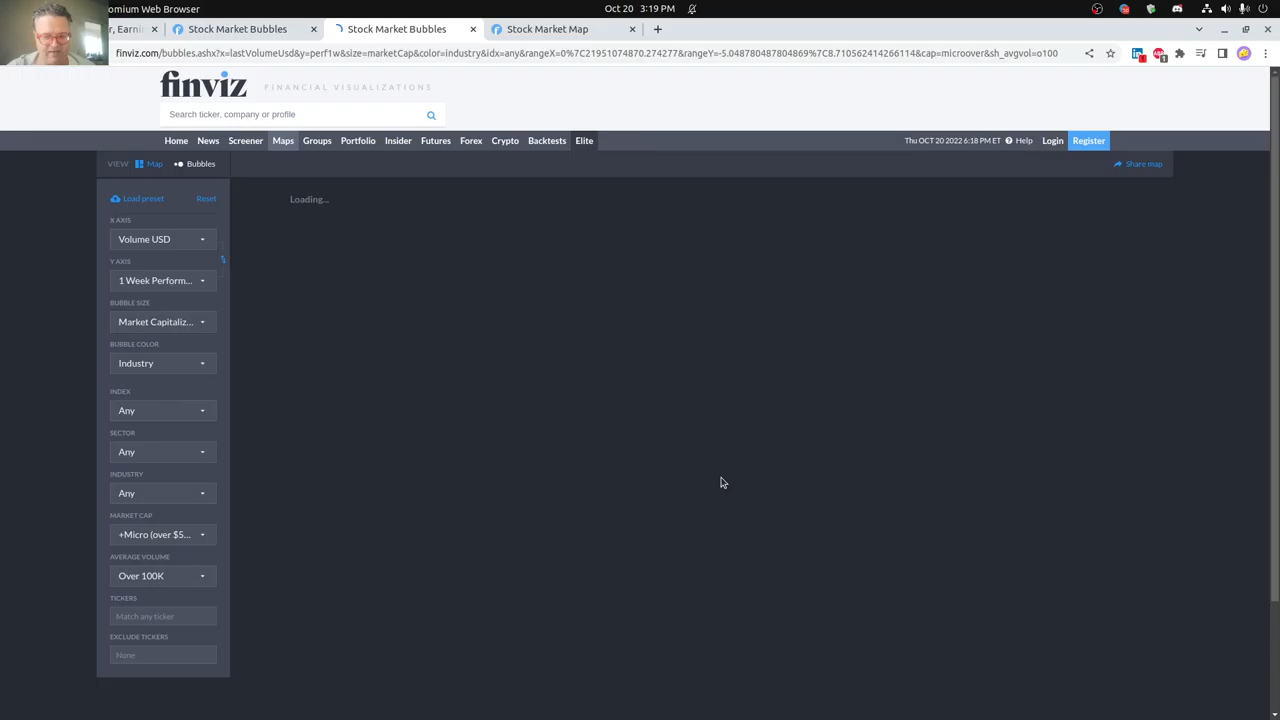 omium Web Browser
Oct 20 3:19 PM
r, Earnin
Stock Market Bubbles
Stock Market Bubbles
Stock Market Map
finviz.com/bubbles.ashx?x=lastVolumeUsd&y=perf1w&size=marketCap&color=industry&idx=any&rangeX=0%7C21951074870.274277&rangeY=-5.048780487804878%7C8.710562414266114&cap=microover&sh_avgvol=o100
finviz FINANCIAL VISUALIZATIONS
Search ticker, company or profile
Home News Screener Maps Groups Portfolio Insider Futures Forex Crypto Backtests Elite
Thu OCT 20 2022 6:18 PM ET Help Login Register
VIEW Map Bubbles
Share map
Load preset Reset
Loading...
X AXIS
Volume USD
Y AXIS
1 Week Perform...
BUBBLE SIZE
Market Capitaliz...
BUBBLE COLOR
Industry
INDEX
Any
SECTOR
Any
INDUSTRY
Any
MARKET CAP
+Micro (over $5...
AVERAGE VOLUME
Over 100K
TICKERS
Match any ticker
EXCLUDE TICKERS
None